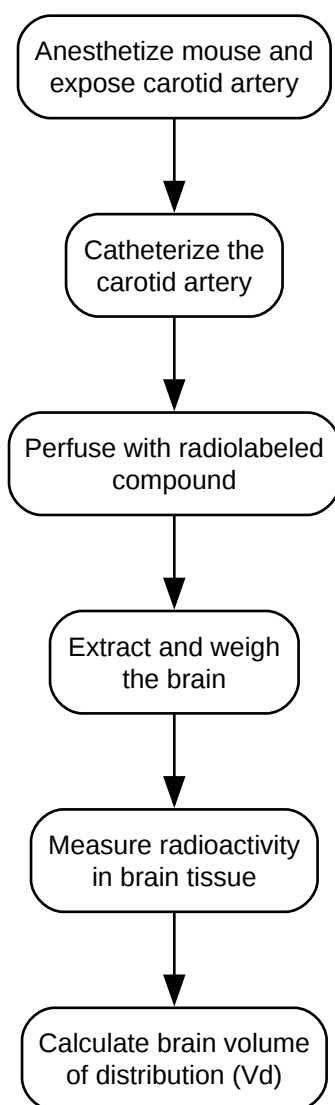 Anesthetize mouse and
expose carotid artery
Catheterize the
carotid artery
Perfuse with radiolabeled
compound
Extract and weigh
the brain
Measure radioactivity
in brain tissue
Calculate brain volume
of distribution (Vd)